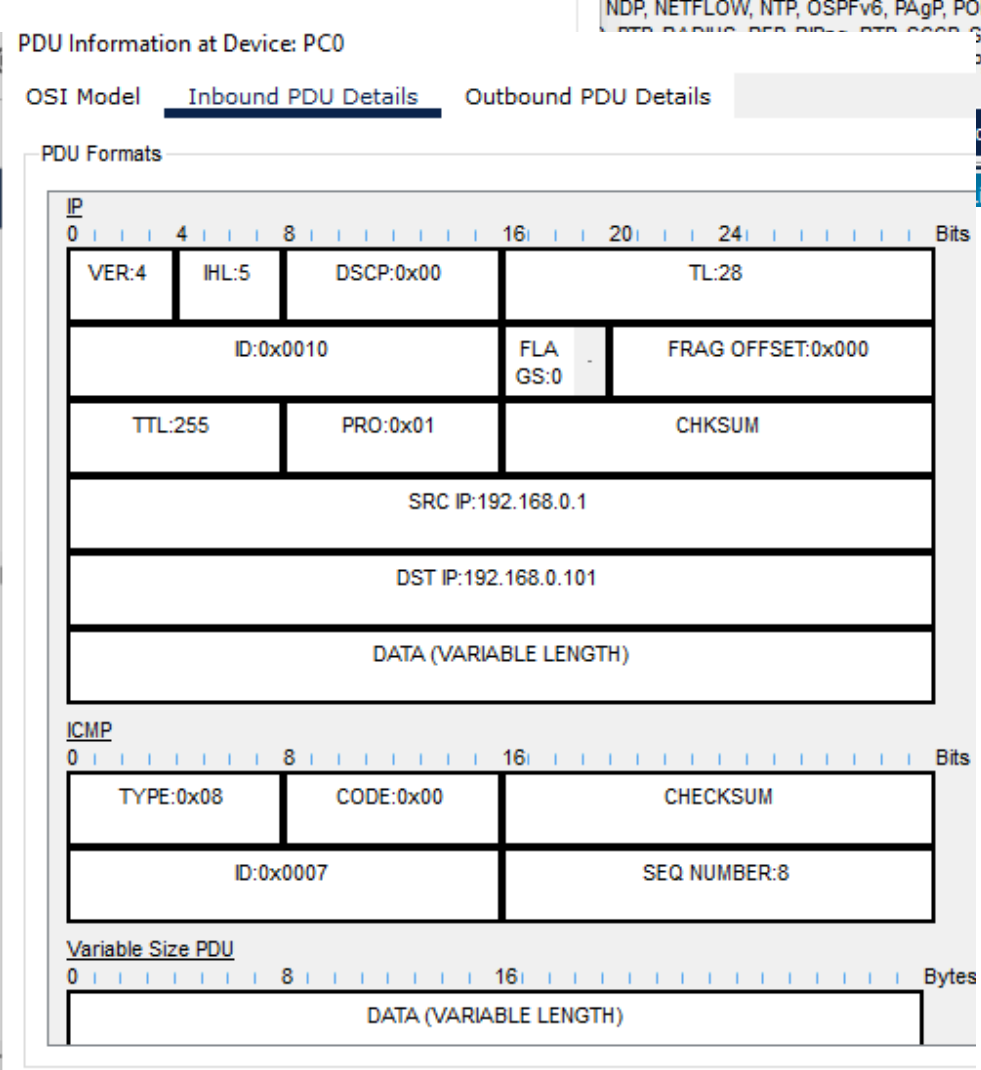 NDP, NETFLOW, NTP, OSPFv6, PAgP, PO
PDU Information at Device: PC0
OSI Model Inbound PDU Details Outbound PDU Details
PDU Formats
IP
0 4 8 16 20 24 Bits
VER:4 IHL:5 DSCP:0x00 TL:28
ID:0x0010 FLA GS:0 - FRAG OFFSET:0x000
TTL:255 PRO:0x01 CHKSUM
SRC IP:192.168.0.1
DST IP:192.168.0.101
DATA (VARIABLE LENGTH)
ICMP
0 8 16 Bits
TYPE:0x08 CODE:0x00 CHECKSUM
ID:0x0007 SEQ NUMBER:8
Variable Size PDU
0 8 16 Bytes
DATA (VARIABLE LENGTH)